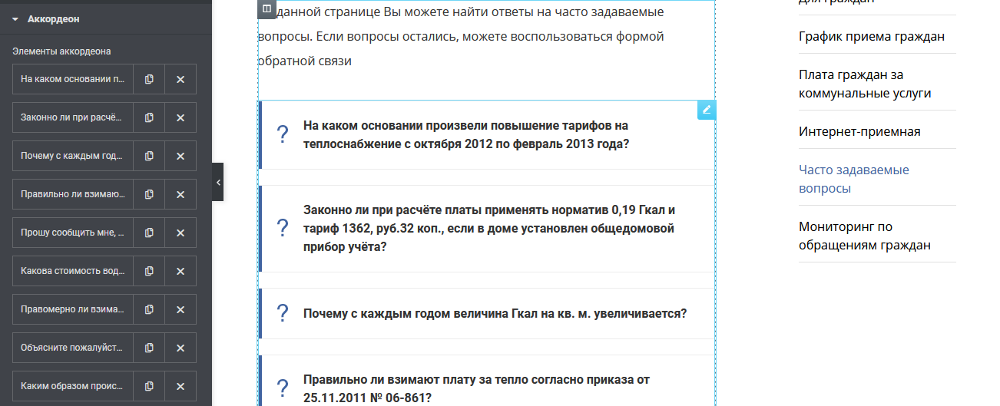 Аккордеон
Элементы аккордеона
На каком основании п...
Законно ли при расчё...
Почему с каждым год...
Правильно ли взимаю...
Прошу сообщить мне, ...
Какова стоимость вод...
Правомерно ли взима...
Объясните пожалуйст...
Каким образом проис...
данной странице Вы можете найти ответы на часто задаваемые
вопросы. Если вопросы остались, можете воспользоваться формой
обратной связи
? На каком основании произвели повышение тарифов на
теплоснабжение с октября 2012 по февраль 2013 года?
? Законно ли при расчёте платы применять норматив 0,19 Гкал и
тариф 1362, руб.32 коп., если в доме установлен общедомовой
прибор учёта?
? Почему с каждым годом величина Гкал на кв. м. увеличивается?
? Правильно ли взимают плату за тепло согласно приказа от
25.11.2011 № 06-861?
Для граждан
График приема граждан
Плата граждан за
коммунальные услуги
Интернет-приемная
Часто задаваемые
вопросы
Мониторинг по
обращениям граждан